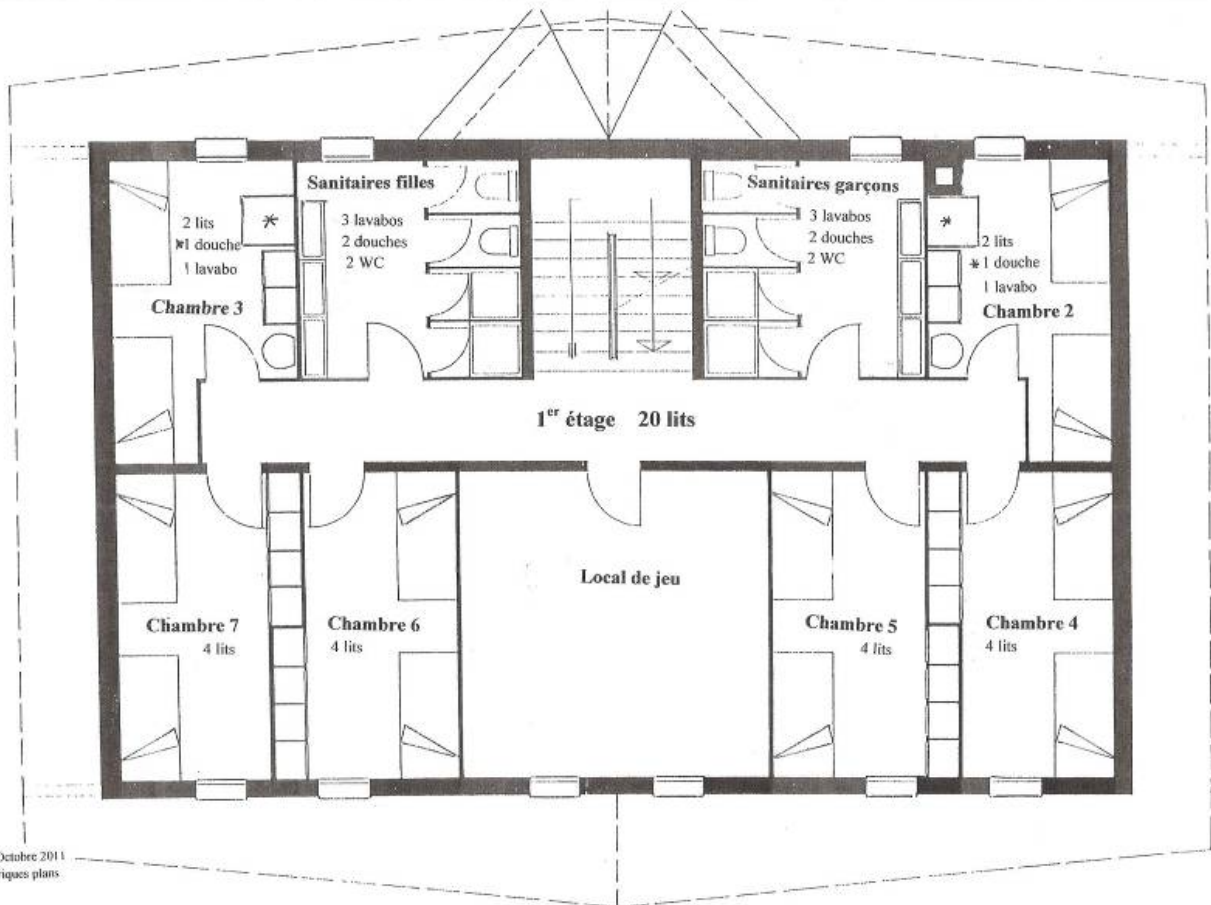 Sanitaires filles
3 lavabos
2 douches
2 WC
Sanitaires garçons
3 lavabos
2 douches
2 WC
2 lits
*1 douche
1 lavabo
Chambre 3
2 lits
* 1 douche
1 lavabo
Chambre 2
1er étage 20 lits
Chambre 7
4 lits
Chambre 6
4 lits
Local de jeu
Chambre 5
4 lits
Chambre 4
4 lits
Octobre 2011
riques plans